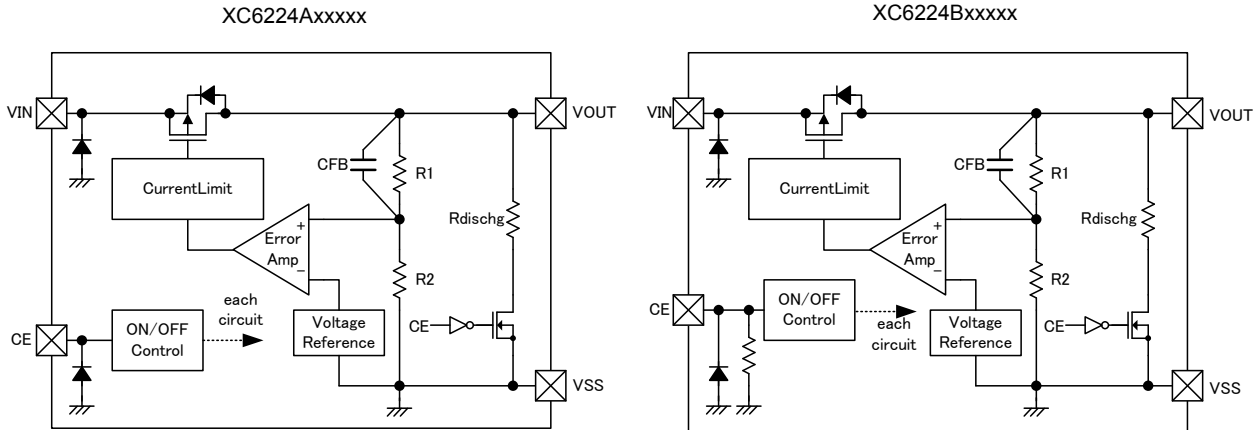 XC6224Axxxxx
VIN
VOUT
CFB
R1
CurrentLimit
Rdischg
+
Error
Amp
-
R2
each
circuit
CE
ON/OFF
Control
Voltage
Reference
CE
VSS
XC6224Bxxxxx
VIN
VOUT
CFB
R1
CurrentLimit
Rdischg
+
Error
Amp
-
R2
CE
ON/OFF
Control
each
circuit
Voltage
Reference
CE
VSS